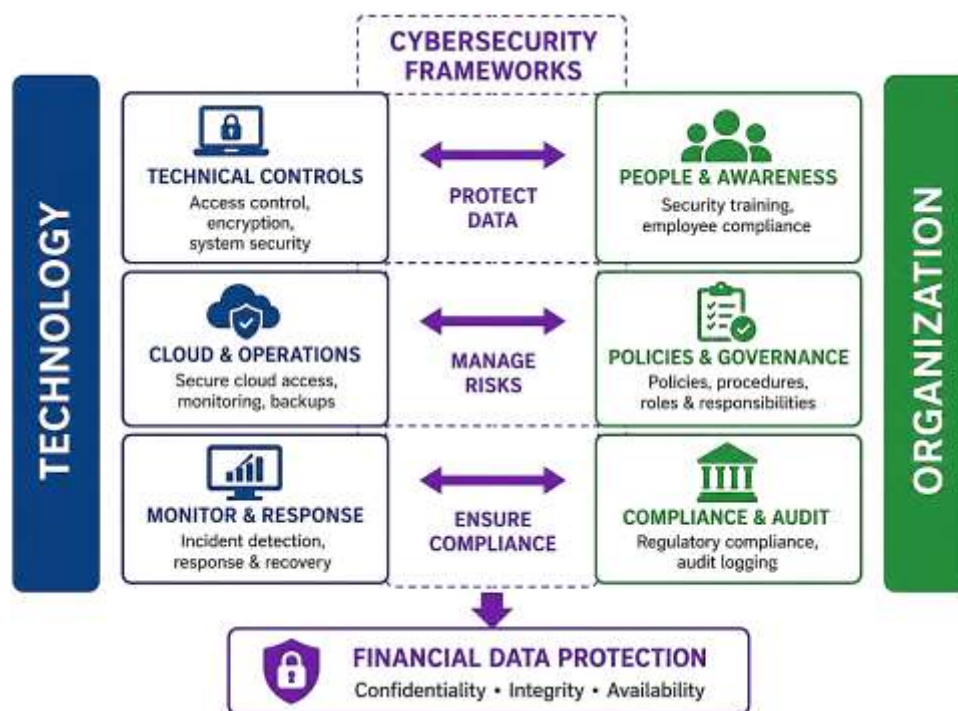 CYBERSECURITY
FRAMEWORKS
TECHNOLOGY
TECHNICAL CONTROLS
Access control,
encryption,
system security
PROTECT
DATA
PEOPLE & AWARENESS
Security training,
employee compliance
CLOUD & OPERATIONS
Secure cloud access,
monitoring, backups
MANAGE
RISKS
POLICIES & GOVERNANCE
Policies, procedures,
roles & responsibilities
MONITOR & RESPONSE
Incident detection,
response & recovery
ENSURE
COMPLIANCE
COMPLIANCE & AUDIT
Regulatory compliance,
audit logging
ORGANIZATION
FINANCIAL DATA PROTECTION
Confidentiality • Integrity • Availability